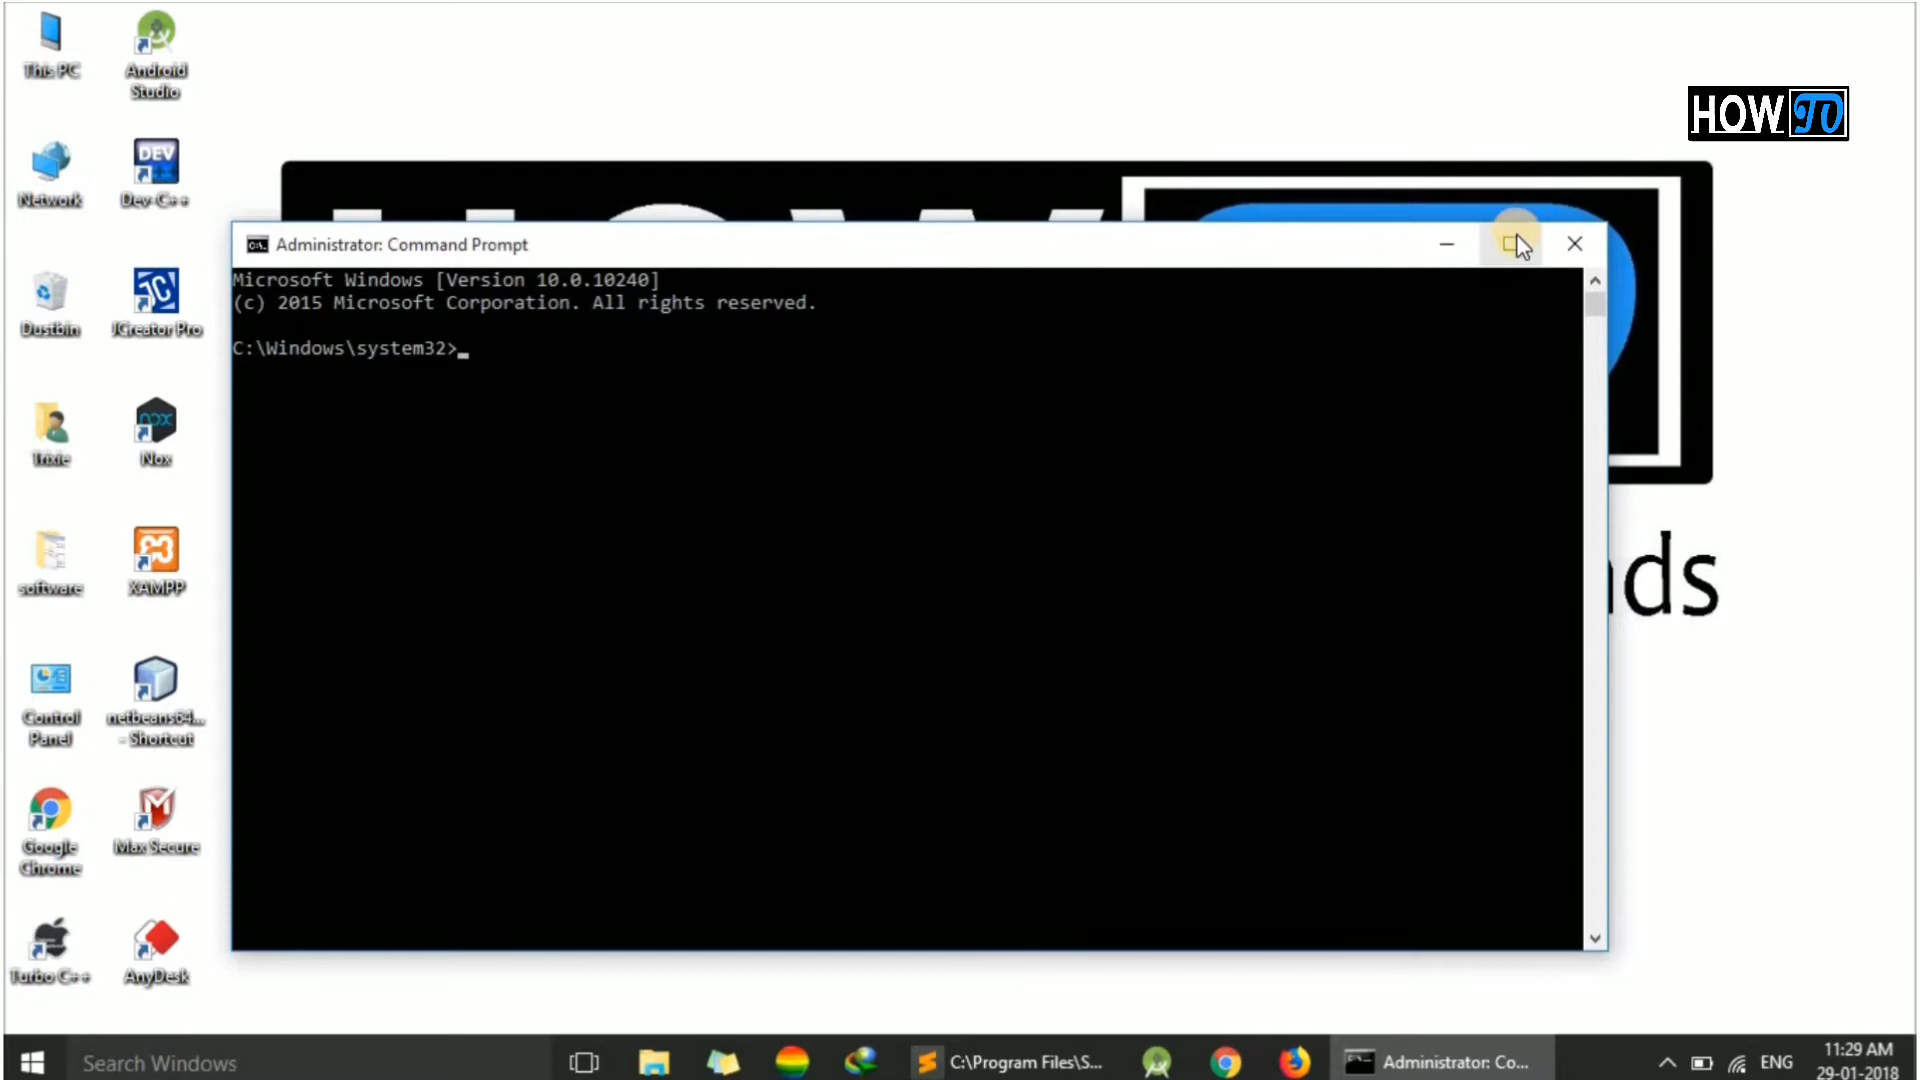 This PC
Android
Studio
HOW TO
Network
Dev-C++
Administrator: Command Prompt
Microsoft Windows [Version 10.0.10240]
(c) 2015 Microsoft Corporation. All rights reserved.
C:\Windows\system32>
Dustbin
JCreator Pro
Trixie
nox
Nox
software
XAMPP
nds
Control
Panel
netbeans64...
- Shortcut
Google
Chrome
Max Secure
Turbo C++
AnyDesk
Search Windows
C:\Program Files\S...
Administrator: Co...
ENG
11:29 AM
29-01-2018